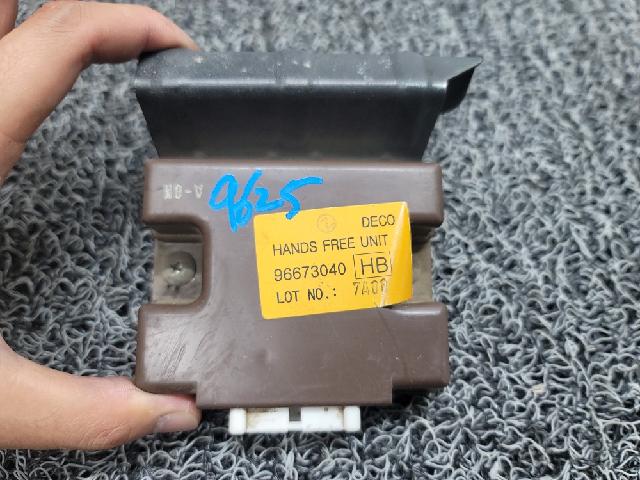 9625
DECO
HANDS FREE UNIT
96673040 HB
LOT NO.: